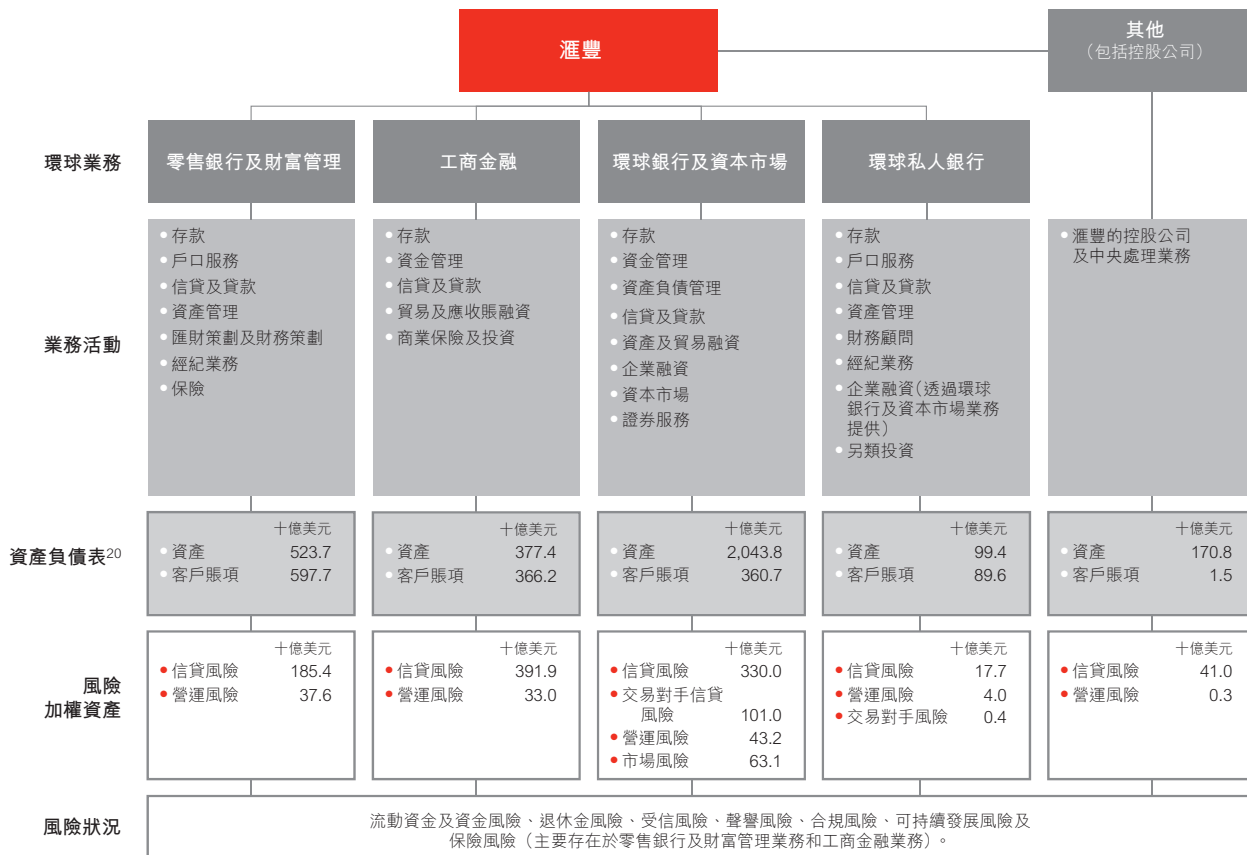 滙豐
其他
（包括控股公司）
環球業務
零售銀行及財富管理
工商金融
環球銀行及資本市場
環球私人銀行
業務活動
• 存款
• 戶口服務
• 信貸及貸款
• 資產管理
• 匯財策劃及財務策劃
• 經紀業務
• 保險
• 存款
• 資金管理
• 信貸及貸款
• 貿易及應收賬融資
• 商業保險及投資
• 存款
• 資金管理
• 資產負債管理
• 信貸及貸款
• 資產及貿易融資
• 企業融資
• 資本市場
• 證券服務
• 存款
• 戶口服務
• 信貸及貸款
• 資產管理
• 財務顧問
• 經紀業務
• 企業融資（透過環球
銀行及資本市場業務
提供）
• 另類投資
• 滙豐的控股公司
及中央處理業務
資產負債表20
十億美元
• 資產 523.7
• 客戶賬項 597.7
十億美元
• 資產 377.4
• 客戶賬項 366.2
十億美元
• 資產 2,043.8
• 客戶賬項 360.7
十億美元
• 資產 99.4
• 客戶賬項 89.6
十億美元
• 資產 170.8
• 客戶賬項 1.5
風險
加權資產
十億美元
• 信貸風險 185.4
• 營運風險 37.6
十億美元
• 信貸風險 391.9
• 營運風險 33.0
十億美元
• 信貸風險 330.0
• 交易對手信貸
風險 101.0
• 營運風險 43.2
• 市場風險 63.1
十億美元
• 信貸風險 17.7
• 營運風險 4.0
• 交易對手風險 0.4
十億美元
• 信貸風險 41.0
• 營運風險 0.3
風險狀況
流動資金及資金風險、退休金風險、受信風險、聲譽風險、合規風險、可持續發展風險及
保險風險（主要存在於零售銀行及財富管理業務和工商金融業務）。